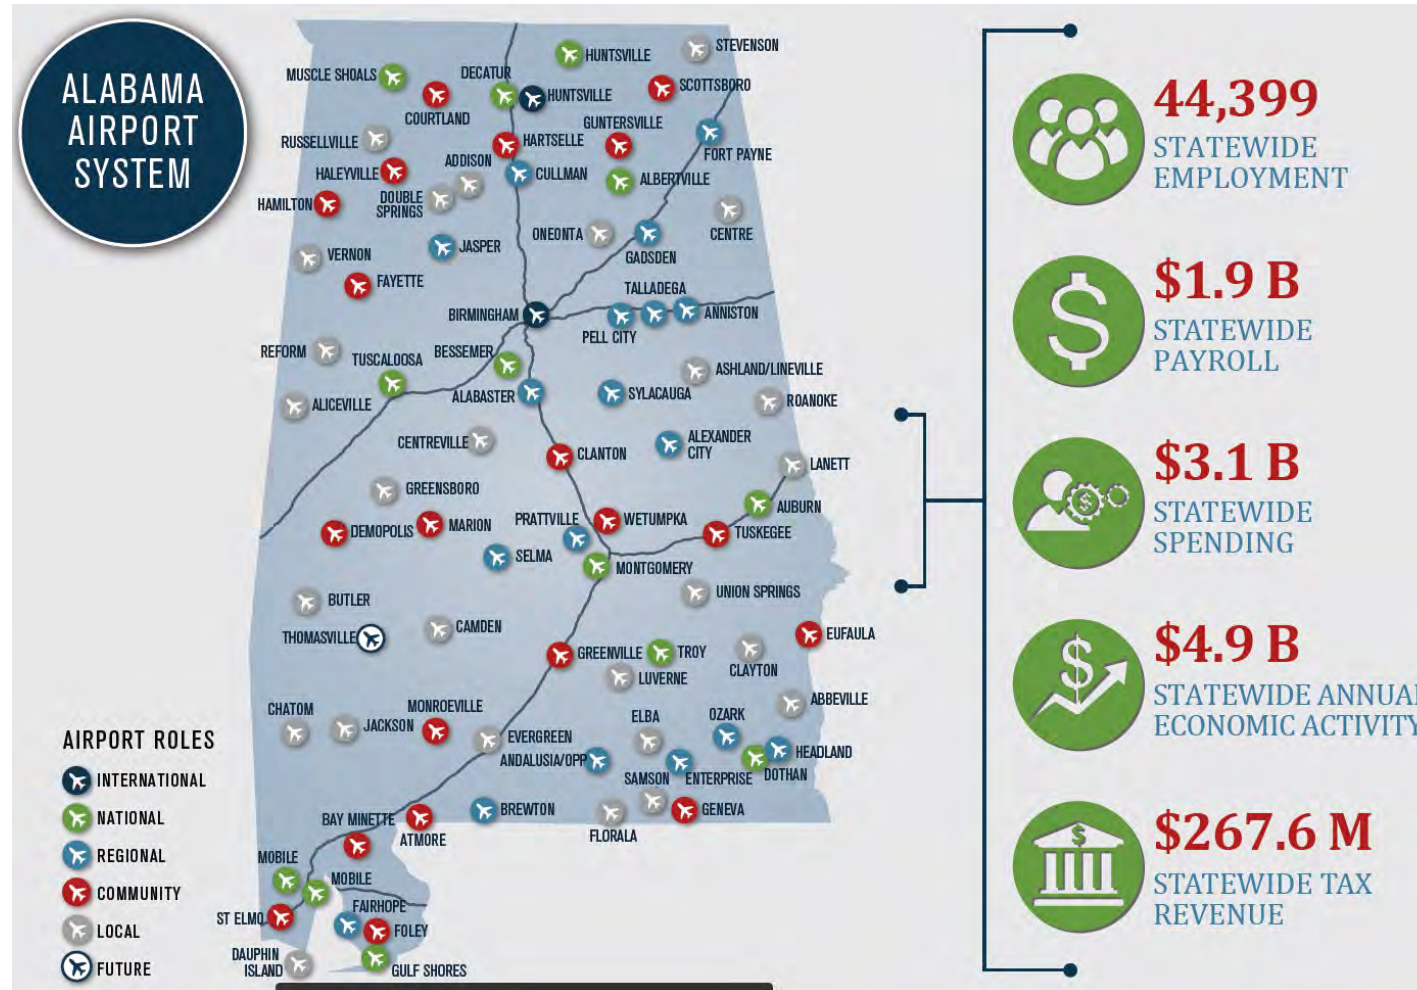 ALABAMA
AIRPORT
SYSTEM
HUNTSVILLE
STEVENSON
MUSCLE SHOALS
DECATUR
HUNTSVILLE
SCOTTSBORO
COURTLAND
GUNTERSVILLE
RUSSELLVILLE
HARTSELLE
FORT PAYNE
ADDISON
HALEYVILLE
CULLMAN
ALBERTVILLE
DOUBLE
SPRINGS
HAMILTON
ONEONTA
CENTRE
VERNON
JASPER
GADSDEN
FAYETTE
TALLADEGA
BIRMINGHAM
ANNISTON
PELL CITY
REFORM
TUSCALOOSA
BESSEMER
ASHLAND/LINEVILLE
ALICEVILLE
ALABASTER
SYLACAUGA
ROANOKE
CENTREVILLE
ALEXANDER
CITY
CLANTON
LANETT
GREENSBORO
AUBURN
DEMOPOLIS
MARION
PRATTVILLE
WETUMPKA
TUSKEGEE
SELMA
MONTGOMERY
BUTLER
UNION SPRINGS
THOMASVILLE
CAMDEN
EUFAULA
GREENVILLE
TROY
CLAYTON
LUVERNE
ABBEVILLE
CHATOM
JACKSON
MONROEVILLE
EVERGREEN
ELBA
OZARK
HEADLAND
ANDALUSIA/OPP
SAMSON
ENTERPRISE
DOTHAN
BREWTON
GENEVA
FLORALA
BAY MINETTE
ATMORE
MOBILE
MOBILE
ST ELMO
FAIRHOPE
FOLEY
DAUPHIN
ISLAND
GULF SHORES
AIRPORT ROLES
INTERNATIONAL
NATIONAL
REGIONAL
COMMUNITY
LOCAL
FUTURE
44,399
STATEWIDE
EMPLOYMENT
$1.9 B
STATEWIDE
PAYROLL
$3.1 B
STATEWIDE
SPENDING
$4.9 B
STATEWIDE ANNUAL
ECONOMIC ACTIVITY
$267.6 M
STATEWIDE TAX
REVENUE